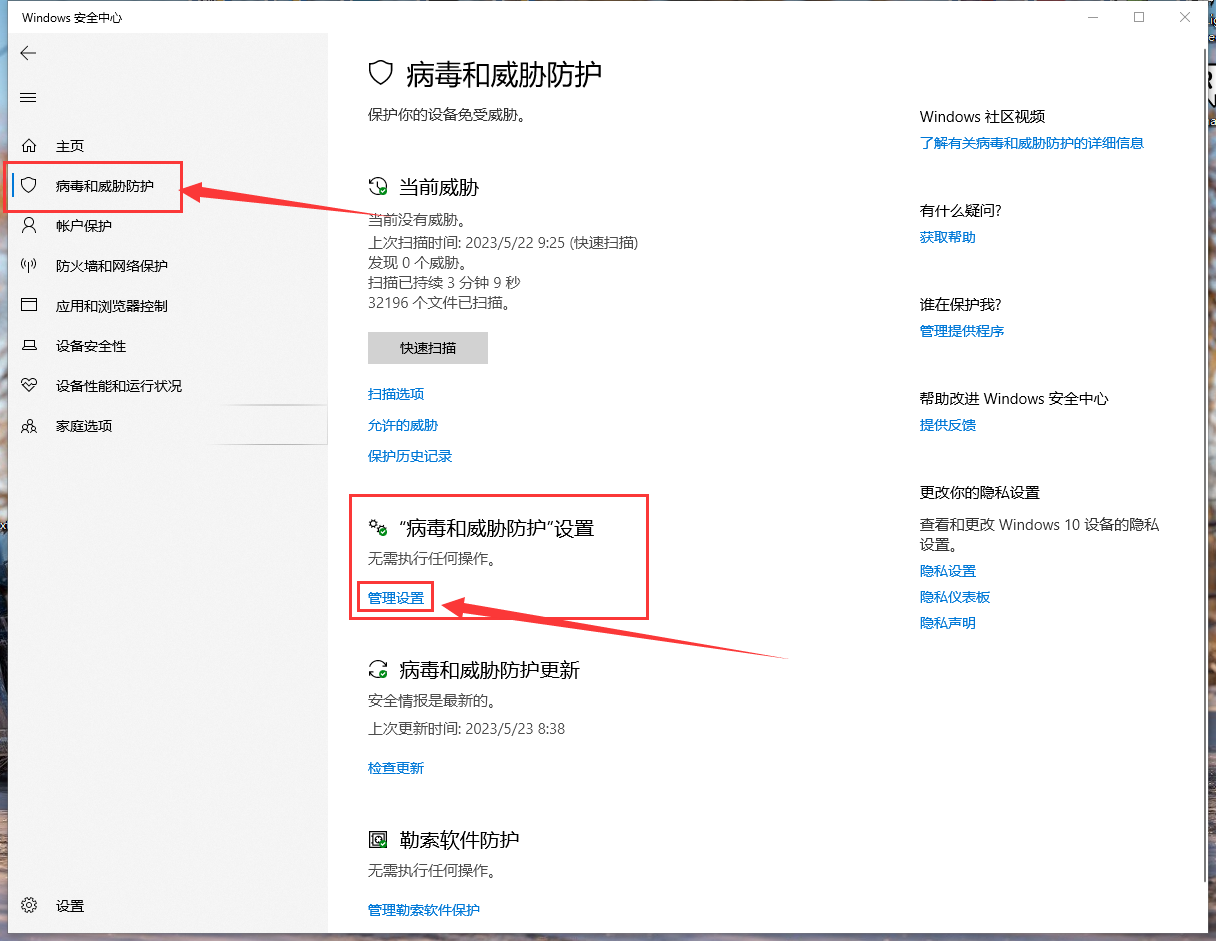 Windows 安全中心
主页
病毒和威胁防护
帐户保护
防火墙和网络保护
应用和浏览器控制
设备安全性
设备性能和运行状况
家庭选项
设置
病毒和威胁防护
保护你的设备免受威胁。
当前威胁
当前没有威胁。
上次扫描时间: 2023/5/22 9:25 (快速扫描)
发现 0 个威胁。
扫描已持续 3 分钟 9 秒
32196 个文件已扫描。
快速扫描
扫描选项
允许的威胁
保护历史记录
“病毒和威胁防护”设置
无需执行任何操作。
管理设置
病毒和威胁防护更新
安全情报是最新的。
上次更新时间: 2023/5/23 8:38
检查更新
勒索软件防护
无需执行任何操作。
管理勒索软件保护
Windows 社区视频
了解有关病毒和威胁防护的详细信息
有什么疑问?
获取帮助
谁在保护我?
管理提供程序
帮助改进 Windows 安全中心
提供反馈
更改你的隐私设置
查看和更改 Windows 10 设备的隐私
设置。
隐私设置
隐私仪表板
隐私声明